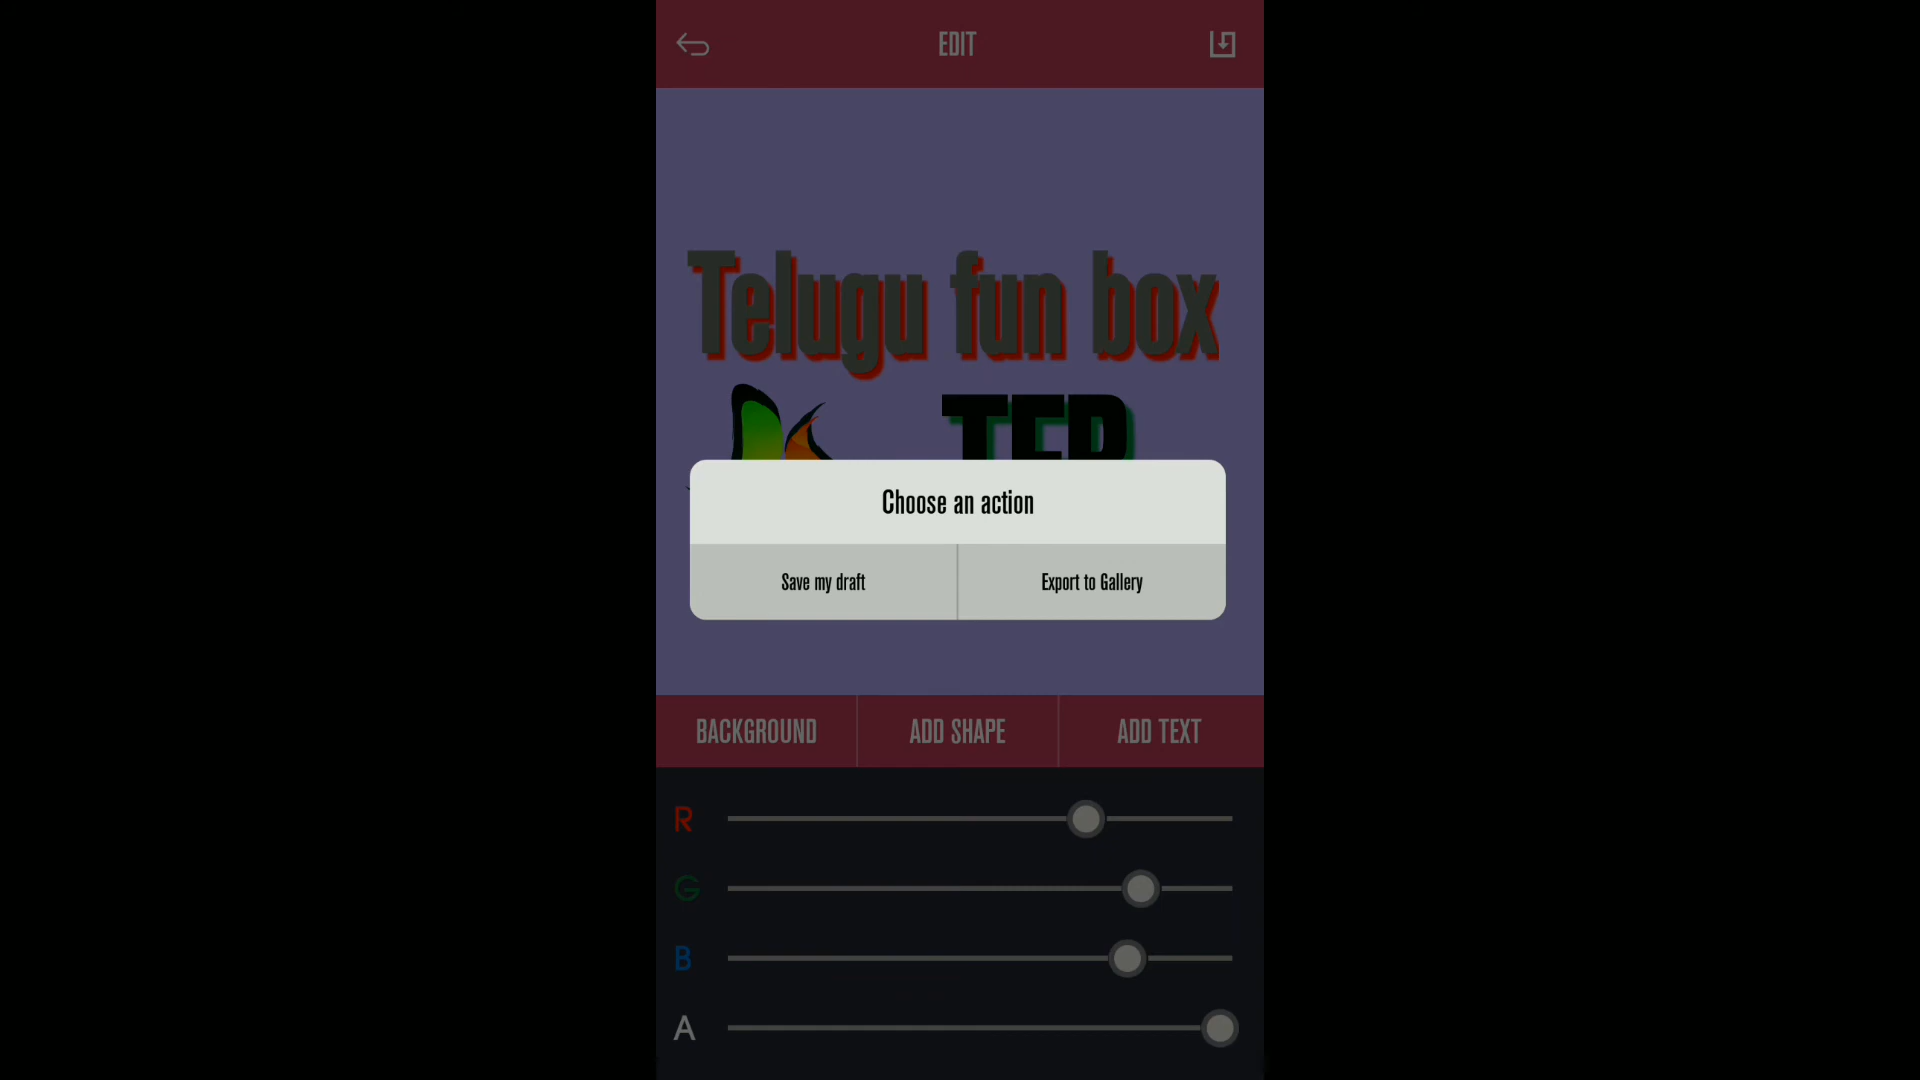 EDIT
Telugu fun box
Choose an action
Save my draft
Export to Gallery
BACKGROUND
ADD SHAPE
ADD TEXT
R
G
B
A